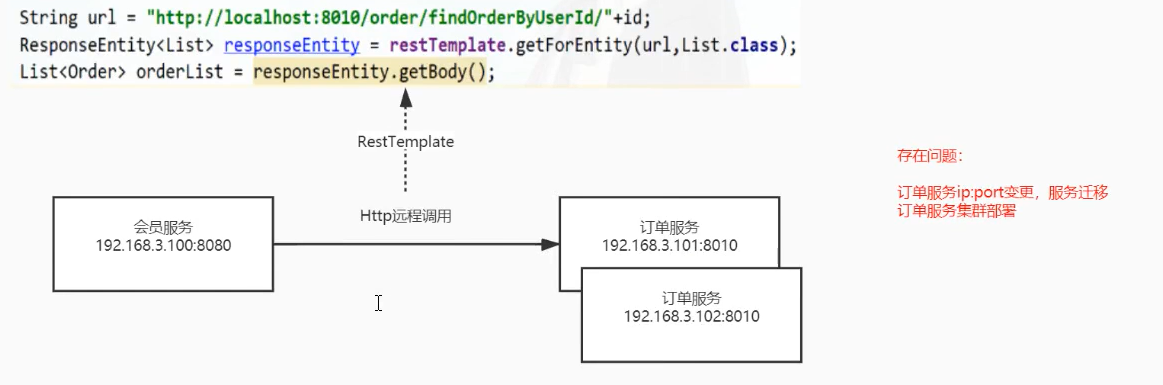 String url = "http://localhost:8010/order/findOrderByUserId/"+id;
ResponseEntity<List> responseEntity = restTemplate.getForEntity(url,List.class);
List<Order> orderList = responseEntity.getBody();
RestTemplate
Http远程调用
会员服务
192.168.3.100:8080
订单服务
192.168.3.101:8010
订单服务
192.168.3.102:8010
存在问题：
订单服务ip:port变更，服务迁移
订单服务集群部署